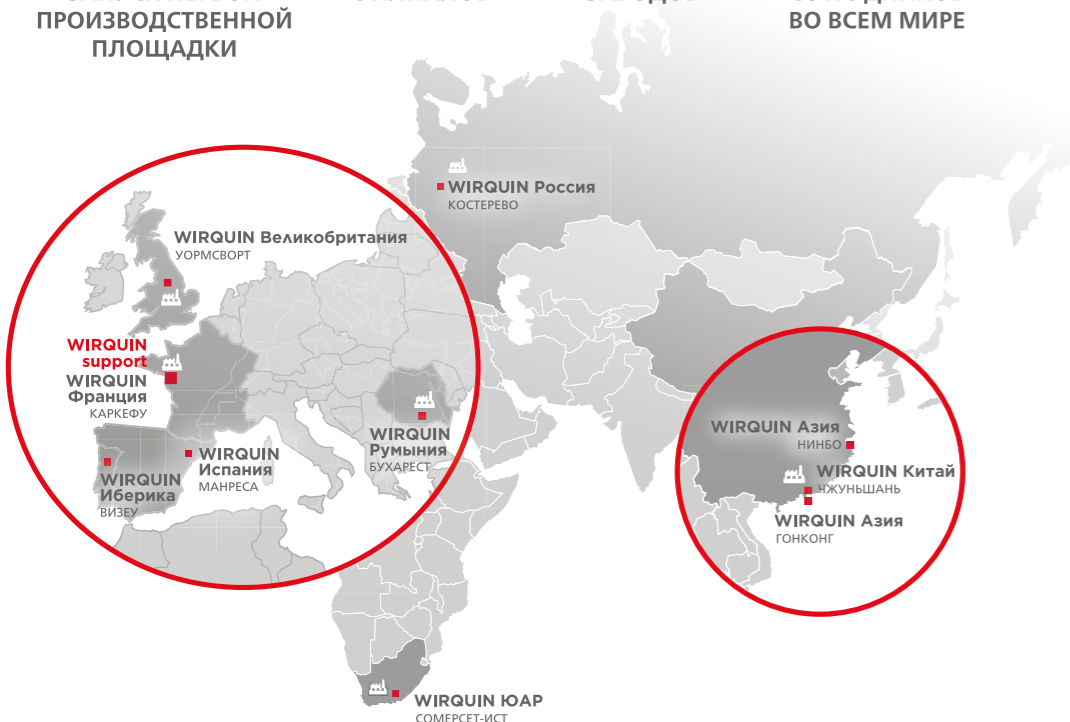 ПРОИЗВОДСТВЕННОЙ
ПЛОЩАДКИ
ВО ВСЕМ МИРЕ
WIRQUIN Россия
КОСТЕРЕВО
WIRQUIN Великобритания
УОРМСВОРТ
WIRQUIN
support
WIRQUIN
Франция
КАРКЕФУ
WIRQUIN
Румыния
БУХАРЕСТ
WIRQUIN
Испания
МАНРЕСА
WIRQUIN
Иберика
ВИЗЕУ
WIRQUIN Азия
НИНБО
WIRQUIN Китай
ЧЖУНЬШАНЬ
WIRQUIN Азия
ГОНКОНГ
WIRQUIN ЮАР
СОМЕРСЕТ-ИСТ